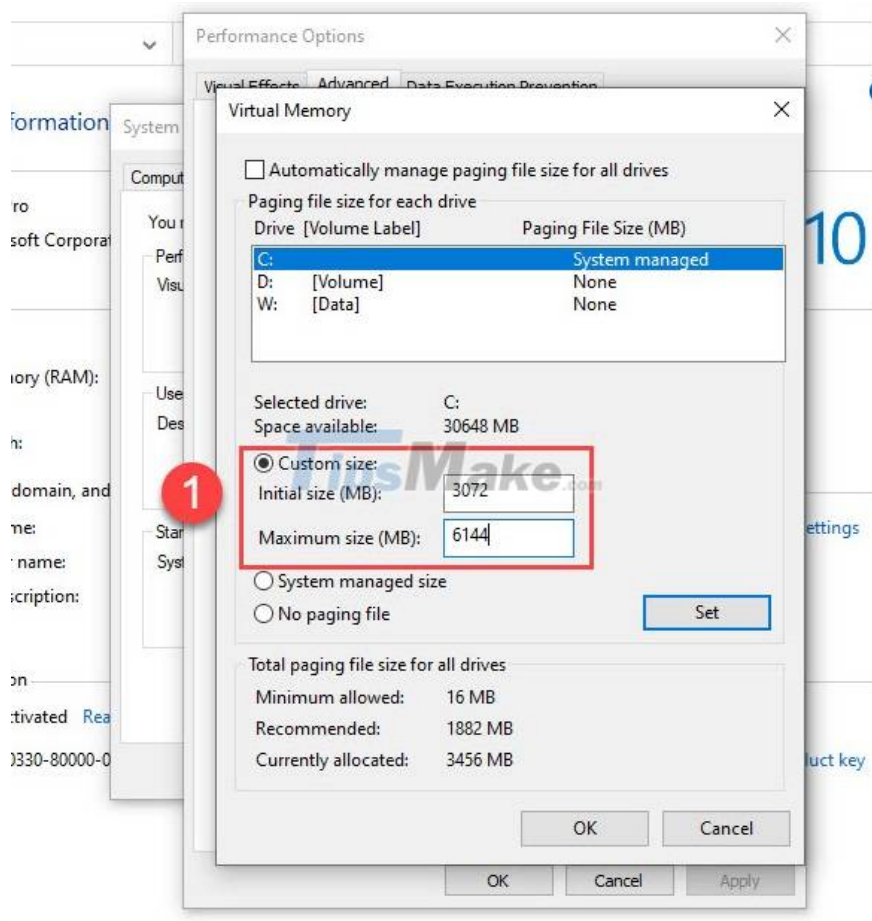 Performance Options
Visual Effects Advanced Data Execution Prevention
Virtual Memory
formation
System
Automatically manage paging file size for all drives
Comput
Paging file size for each drive
ro
Drive [Volume Label] Paging File Size (MB)
You
soft Corporat
10
Perf
C: System managed
Visu
D: [Volume] None
W: [Data] None
ory (RAM):
Use
Selected drive: C:
Des
Space available: 30648 MB
h:
TipsMake.com
Custom size:
1
Initial size (MB): 3072
domain, and
me:
Star
Maximum size (MB): 6144
ettings
name:
Syst
System managed size
scription:
No paging file
Set
Total paging file size for all drives
on
Minimum allowed: 16 MB
tivated Rea
Recommended: 1882 MB
0330-80000-0
Currently allocated: 3456 MB
uct key
OK Cancel
OK Cancel Apply